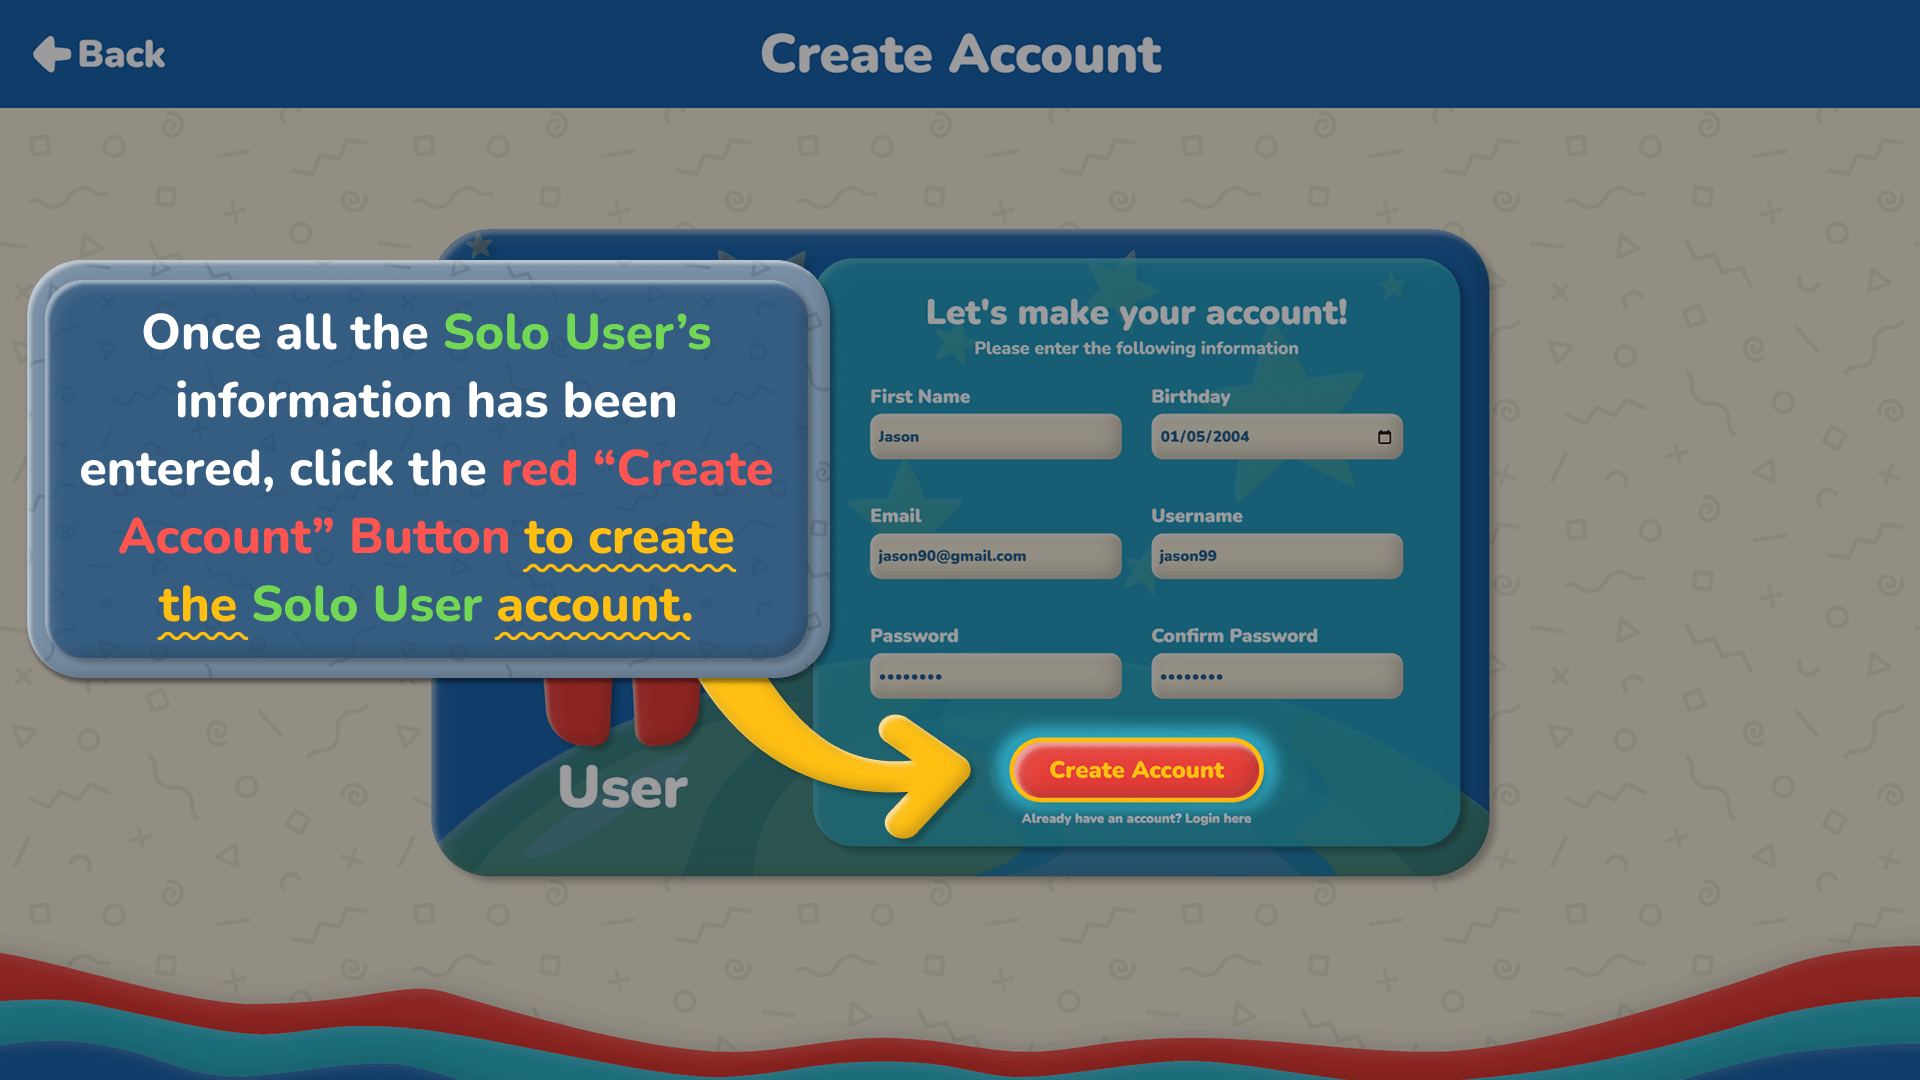 Back
Create Account
Once all the Solo User’s
information has been
entered, click the red “Create
Account” Button to create
the Solo User account.
User
Let's make your account!
Please enter the following information
First Name
Birthday
Jason
01/05/2004
Email
Username
jason90@gmail.com
jason99
Password
Confirm Password
••••••••
••••••••
Create Account
Already have an account? Login here